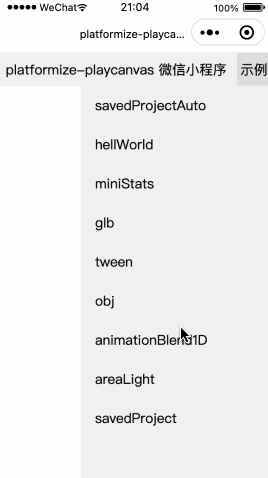 WeChat 21:04 100%
platformize-playca...
platformize-playcanvas 微信小程序 示例
savedProjectAuto
hellWorld
miniStats
glb
tween
obj
animationBlend1D
areaLight
savedProject